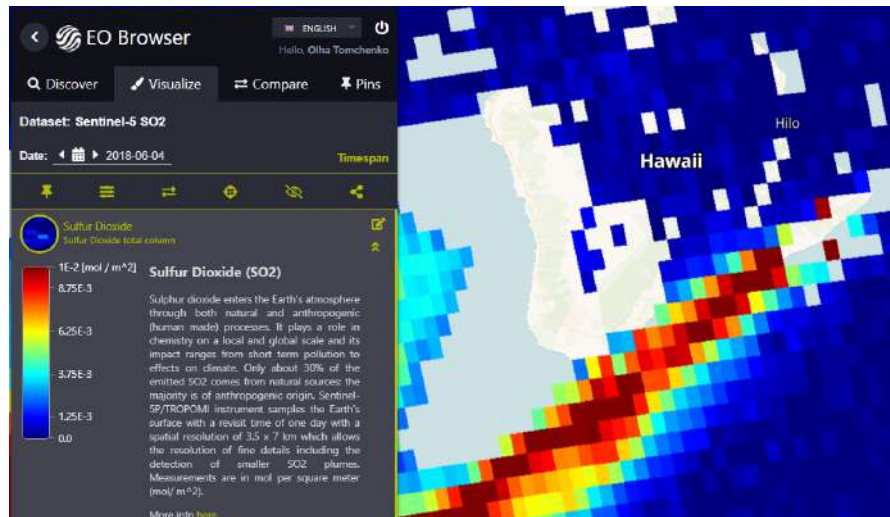 EO Browser
ENGLISH
Hello, Olha Tomchenko
Discover
Visualize
Compare
Pins
Dataset: Sentinel-5 SO2
Date: 2018-06-04
Timespan
Sulfur Dioxide
Sulfur Dioxide total column
1E-2 [mol / m^2]
8.75E-3
6.25E-3
3.75E-3
1.25E-3
0.0
Sulfur Dioxide (SO2)
Sulphur dioxide enters the Earth's atmosphere
through both natural and anthropogenic
(human made) processes. It plays a role in
chemistry on a local and global scale and its
impact ranges from short term pollution to
effects on climate. Only about 30% of the
emitted SO2 comes from natural sources: the
majority is of anthropogenic origin. Sentinel-
5P/TROPOMI instrument samples the Earth's
surface with a revisit time of one day with a
spatial resolution of 3.5 x 7 km which allows
the resolution of fine details including the
detection of smaller SO2 plumes.
Measurements are in mol per square meter
(mol/ m^2).
More info here.
Hawaii
Hilo